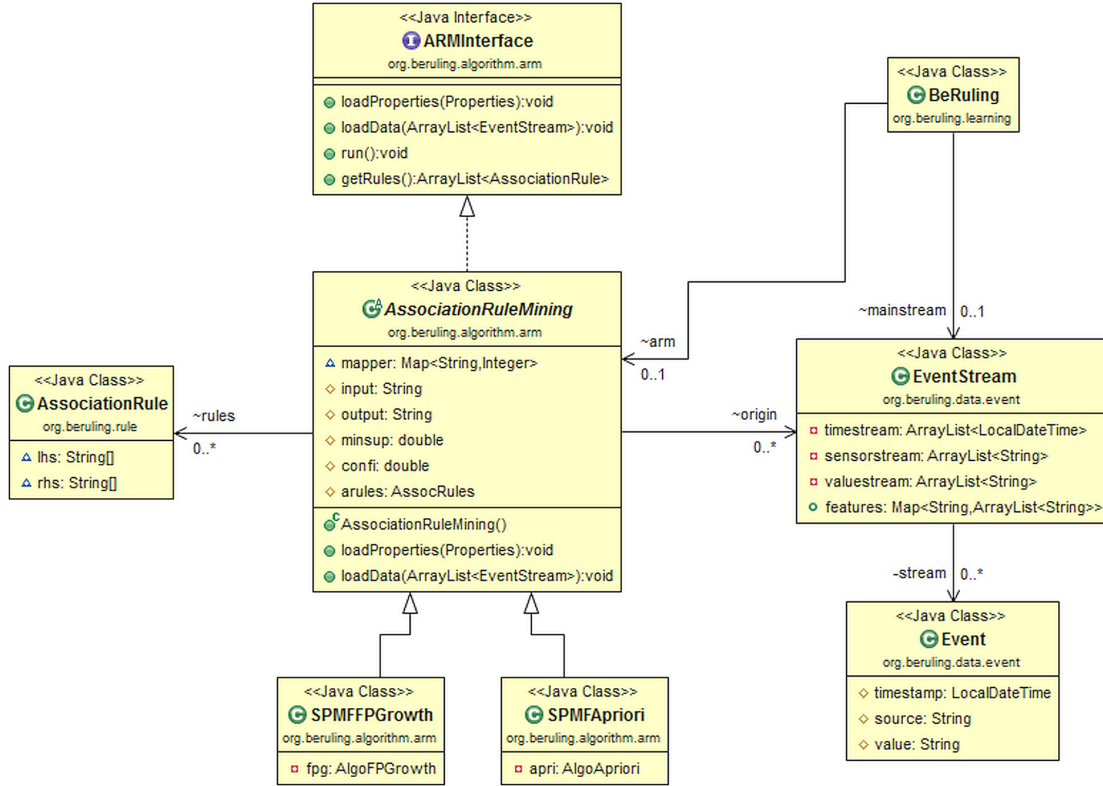 <<Java Interface>>
ARMInterface
org.beruling.algorithm.arm
loadProperties(Properties):void
loadData(ArrayList<EventStream>):void
run():void
getRules():ArrayList<AssociationRule>
<<Java Class>>
BeRuling
org.beruling.learning
<<Java Class>>
AssociationRuleMining
org.beruling.algorithm.arm
mapper: Map<String,Integer>
input: String
output: String
minsup: double
confi: double
arules: AssocRules
AssociationRuleMining()
loadProperties(Properties):void
loadData(ArrayList<EventStream>):void
~arm
0..1
~mainstream
0..1
<<Java Class>>
AssociationRule
org.beruling.rule
lhs: String[]
rhs: String[]
~rules
0..*
~origin
0..*
<<Java Class>>
EventStream
org.beruling.data.event
timestream: ArrayList<LocalDateTime>
sensorstream: ArrayList<String>
valuestream: ArrayList<String>
features: Map<String,ArrayList<String>>
-stream
0..*
<<Java Class>>
Event
org.beruling.data.event
timestamp: LocalDateTime
source: String
value: String
<<Java Class>>
SPMFFPGrowth
org.beruling.algorithm.arm
fpg: AlgoFPGrowth
<<Java Class>>
SPMFApriori
org.beruling.algorithm.arm
apri: AlgoApriori